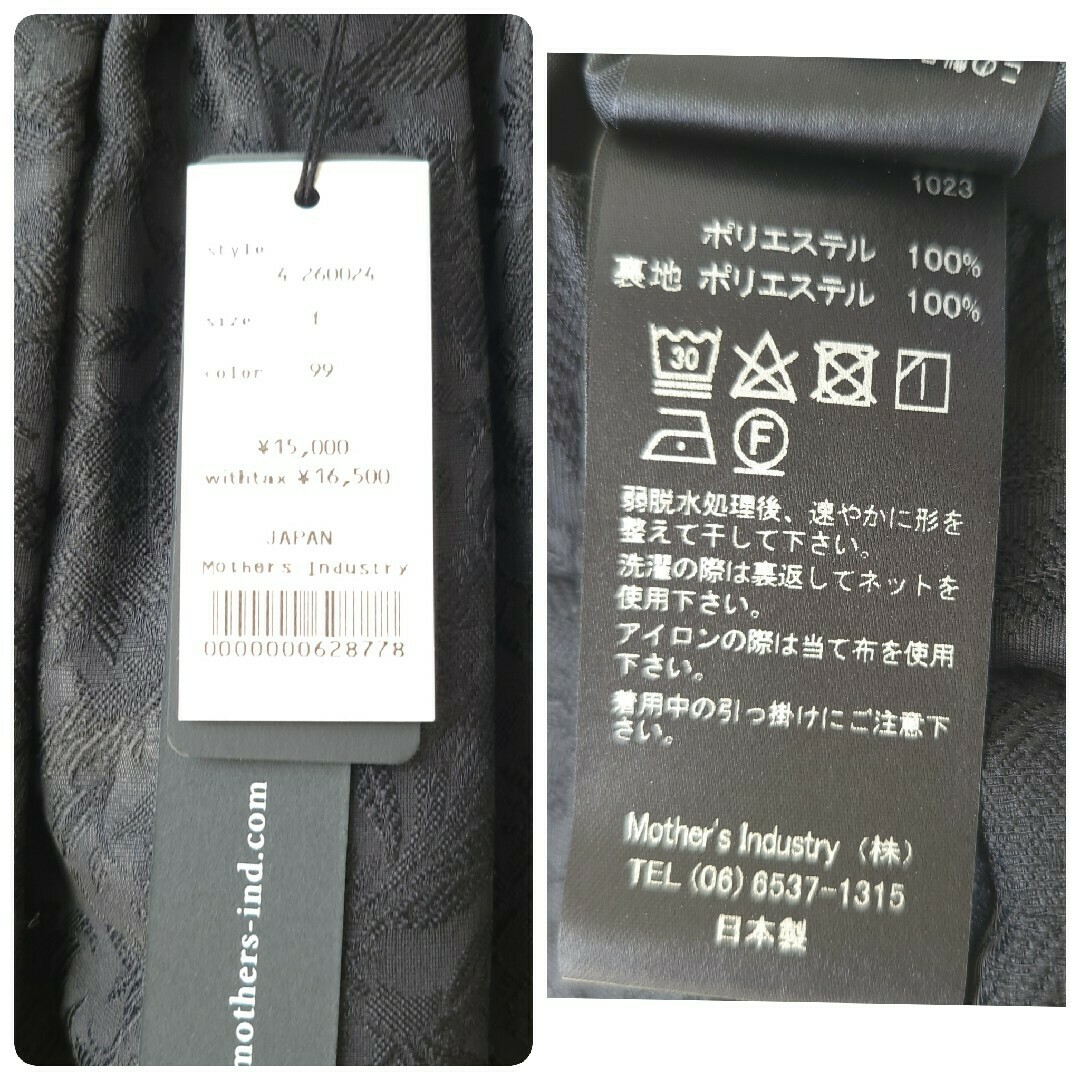 style
4 260024
size 1
color 99
¥15,000
withtax ¥16,500
JAPAN
Mothers Industry
0000000628778
mothers-ind.com
1023
ポリエステル 100%
裏地 ポリエステル 100%
30
F
弱脱水処理後、速やかに形を
整えて干して下さい。
洗濯の際は裏返してネットを
使用下さい。
アイロンの際は当て布を使用
下さい。
着用中の引っ掛けにご注意下
さい。
Mother's Industry (株)
TEL (06) 6537-1315
日本製